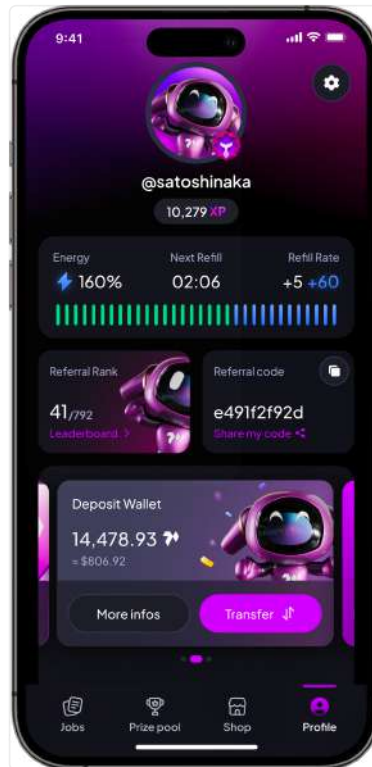 9:41
@satoshinaka
10,279 XP
Energy Next Refill Refill Rate
160% 02:06 +5 +60
Referral Rank
41/792
Leaderboard >
Referral code
e491f2f92d
Share my code
Deposit Wallet
14,478.93
≈ $806.92
More infos Transfer
Jobs Prize pool Shop Profile